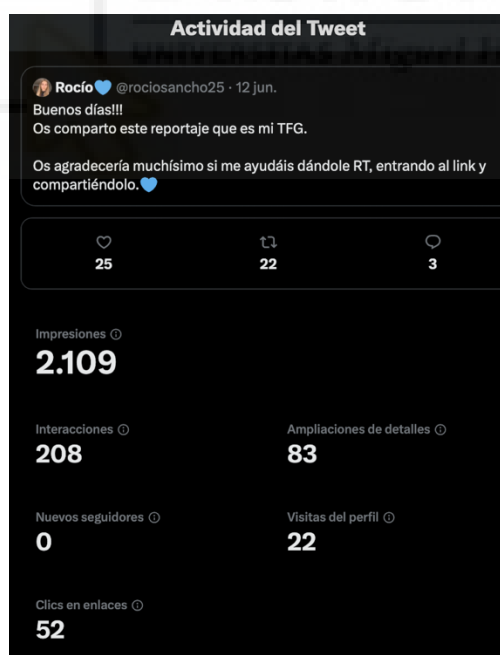 Actividad del Tweet
UNIVERSITAS Miguel
Rocío💙 @rociosancho25 · 12 jun.
Buenos días!!!
Os comparto este reportaje que es mi TFG.
Os agradecería muchísimo si me ayudáis dándole RT, entrando al link y
compartiéndolo.💙
25 22 3
Impresiones
2.109
Interacciones Ampliaciones de detalles
208 83
Nuevos seguidores Visitas del perfil
0 22
Clics en enlaces
52